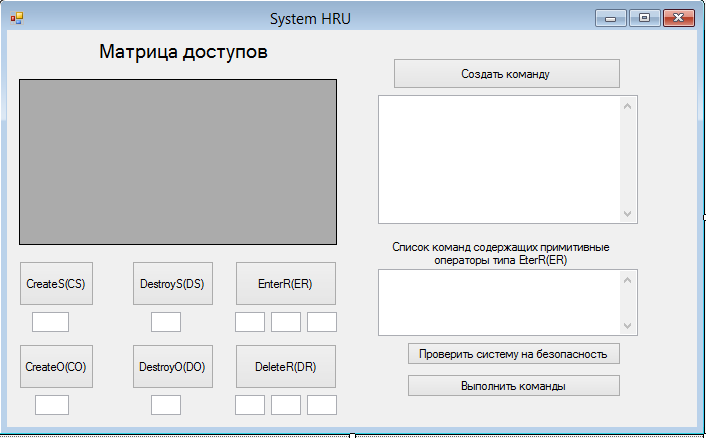 System HRU
Матрица доступов
Создать команду
Список команд содержащих примитивные
операторы типа EterR(ER)
CreateS(CS)
DestroyS(DS)
EnterR(ER)
CreateO(CO)
DestroyO(DO)
DeleteR(DR)
Проверить систему на безопасность
Выполнить команды